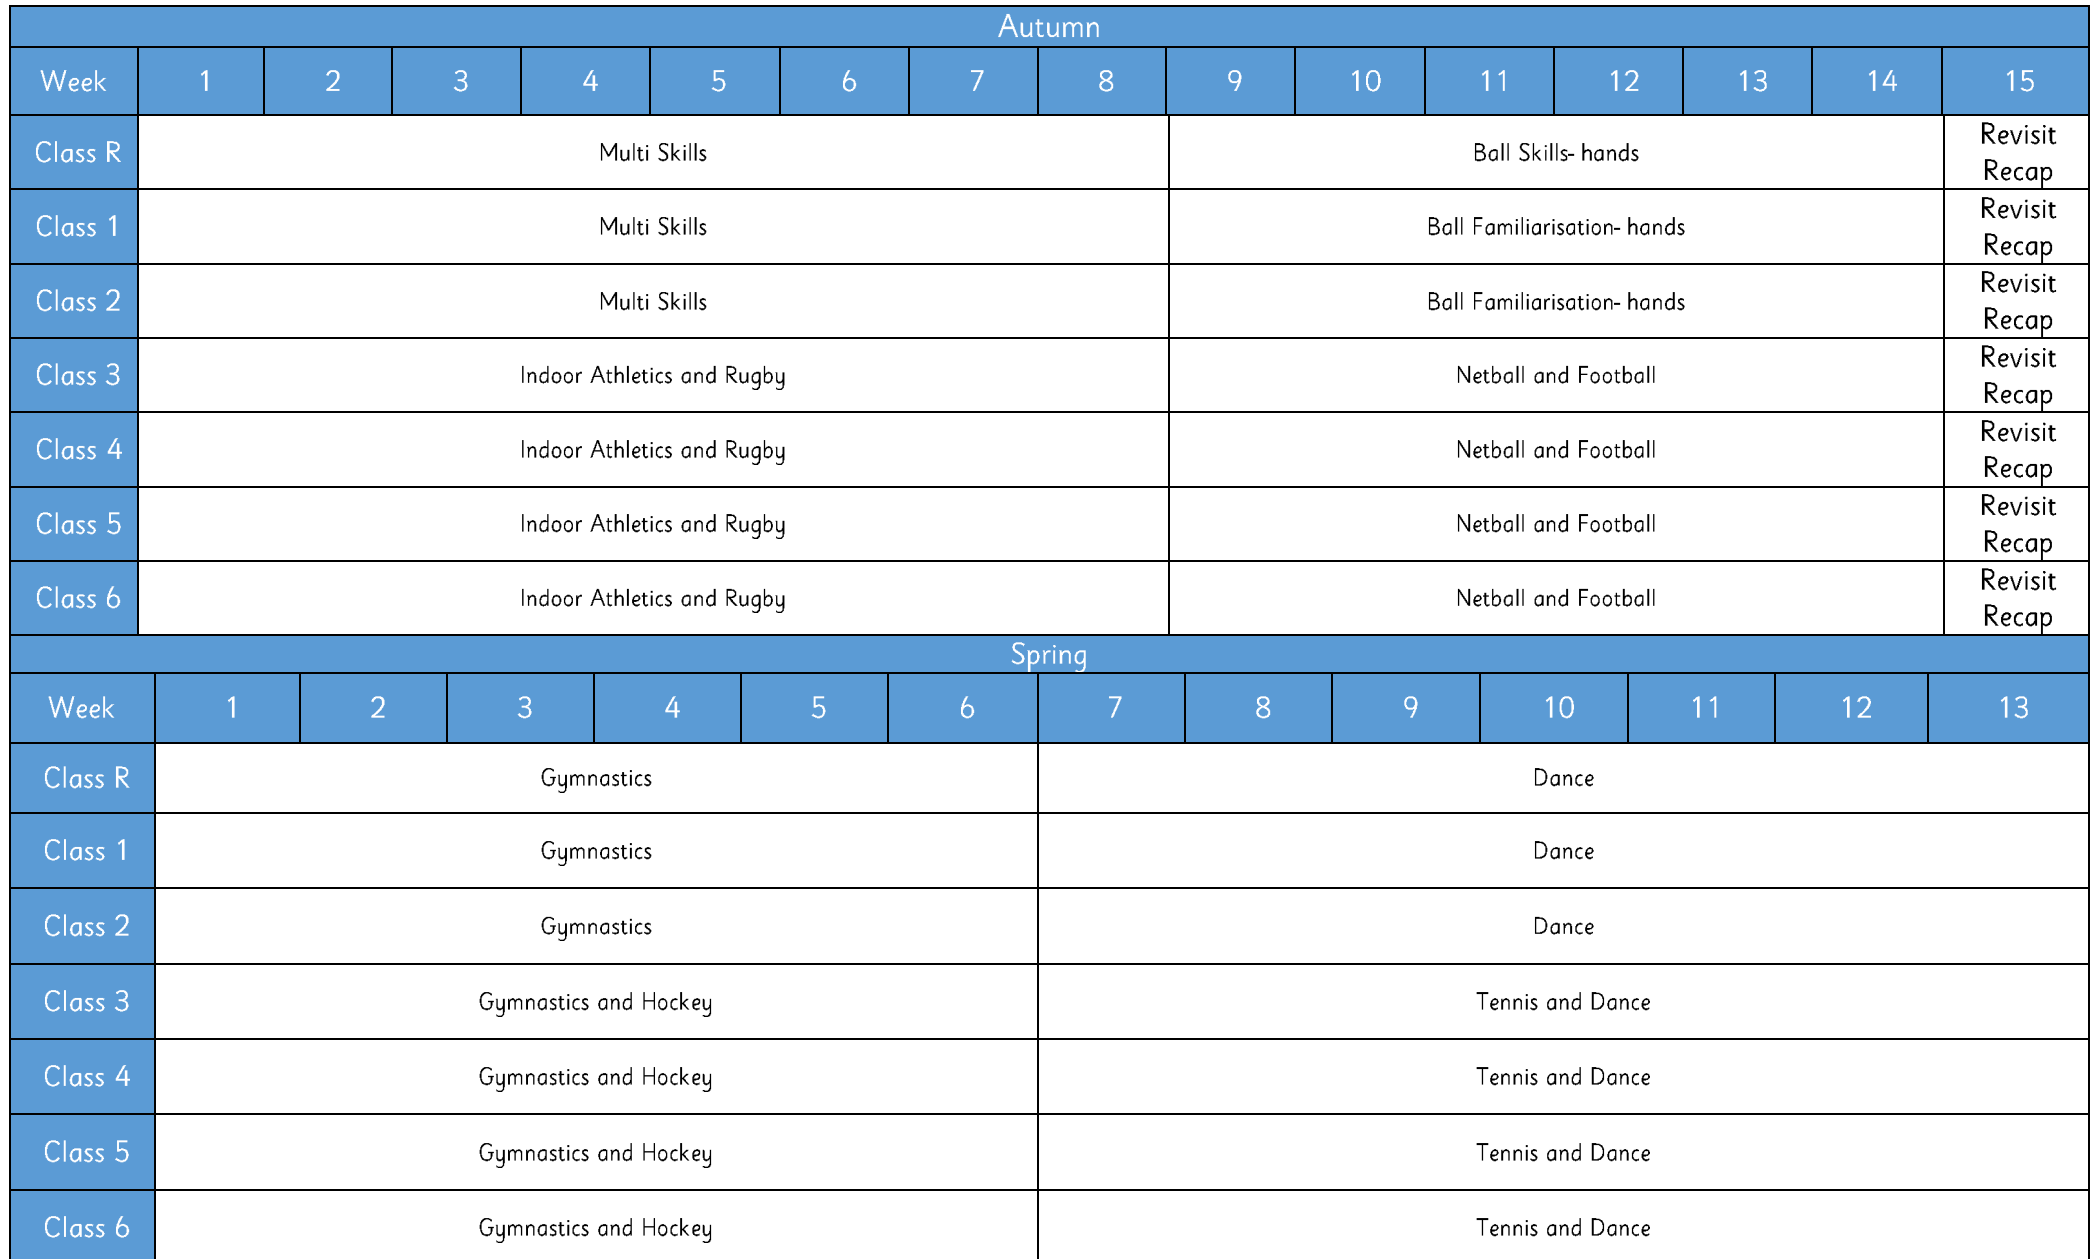 Autumn
Week 1 2 3 4 5 6 7 8 9 10 11 12 13 14 15
Class R Multi Skills Ball Skills- hands Revisit Recap
Class 1 Multi Skills Ball Familiarisation- hands Revisit Recap
Class 2 Multi Skills Ball Familiarisation- hands Revisit Recap
Class 3 Indoor Athletics and Rugby Netball and Football Revisit Recap
Class 4 Indoor Athletics and Rugby Netball and Football Revisit Recap
Class 5 Indoor Athletics and Rugby Netball and Football Revisit Recap
Class 6 Indoor Athletics and Rugby Netball and Football Revisit Recap
Spring
Week 1 2 3 4 5 6 7 8 9 10 11 12 13
Class R Gymnastics Dance
Class 1 Gymnastics Dance
Class 2 Gymnastics Dance
Class 3 Gymnastics and Hockey Tennis and Dance
Class 4 Gymnastics and Hockey Tennis and Dance
Class 5 Gymnastics and Hockey Tennis and Dance
Class 6 Gymnastics and Hockey Tennis and Dance